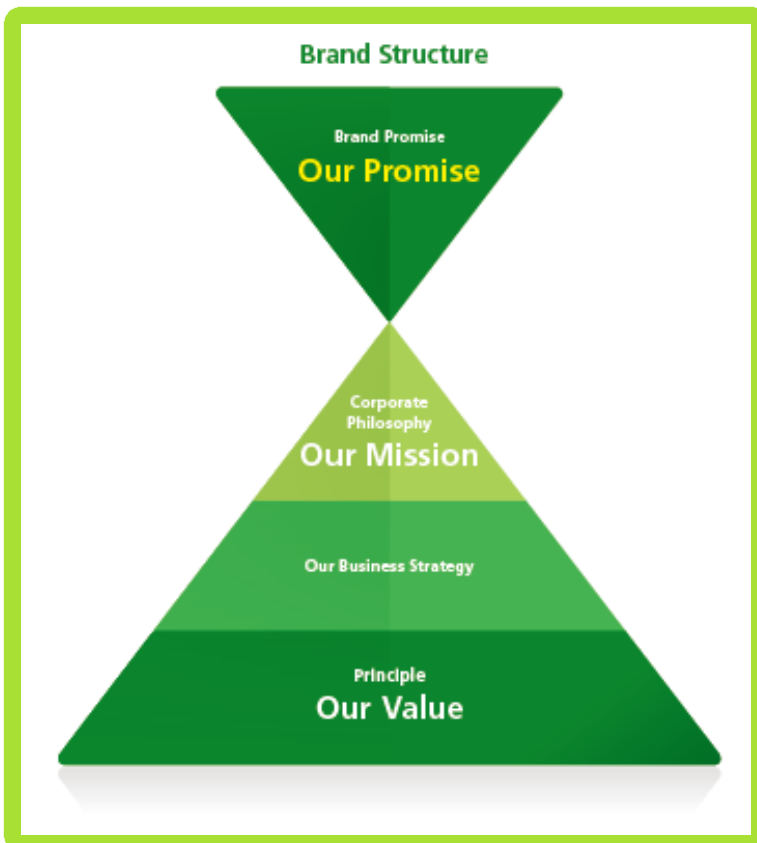 Brand Structure
Brand Promise
Our Promise
Corporate
Philosophy
Our Mission
Our Business Strategy
Principle
Our Value